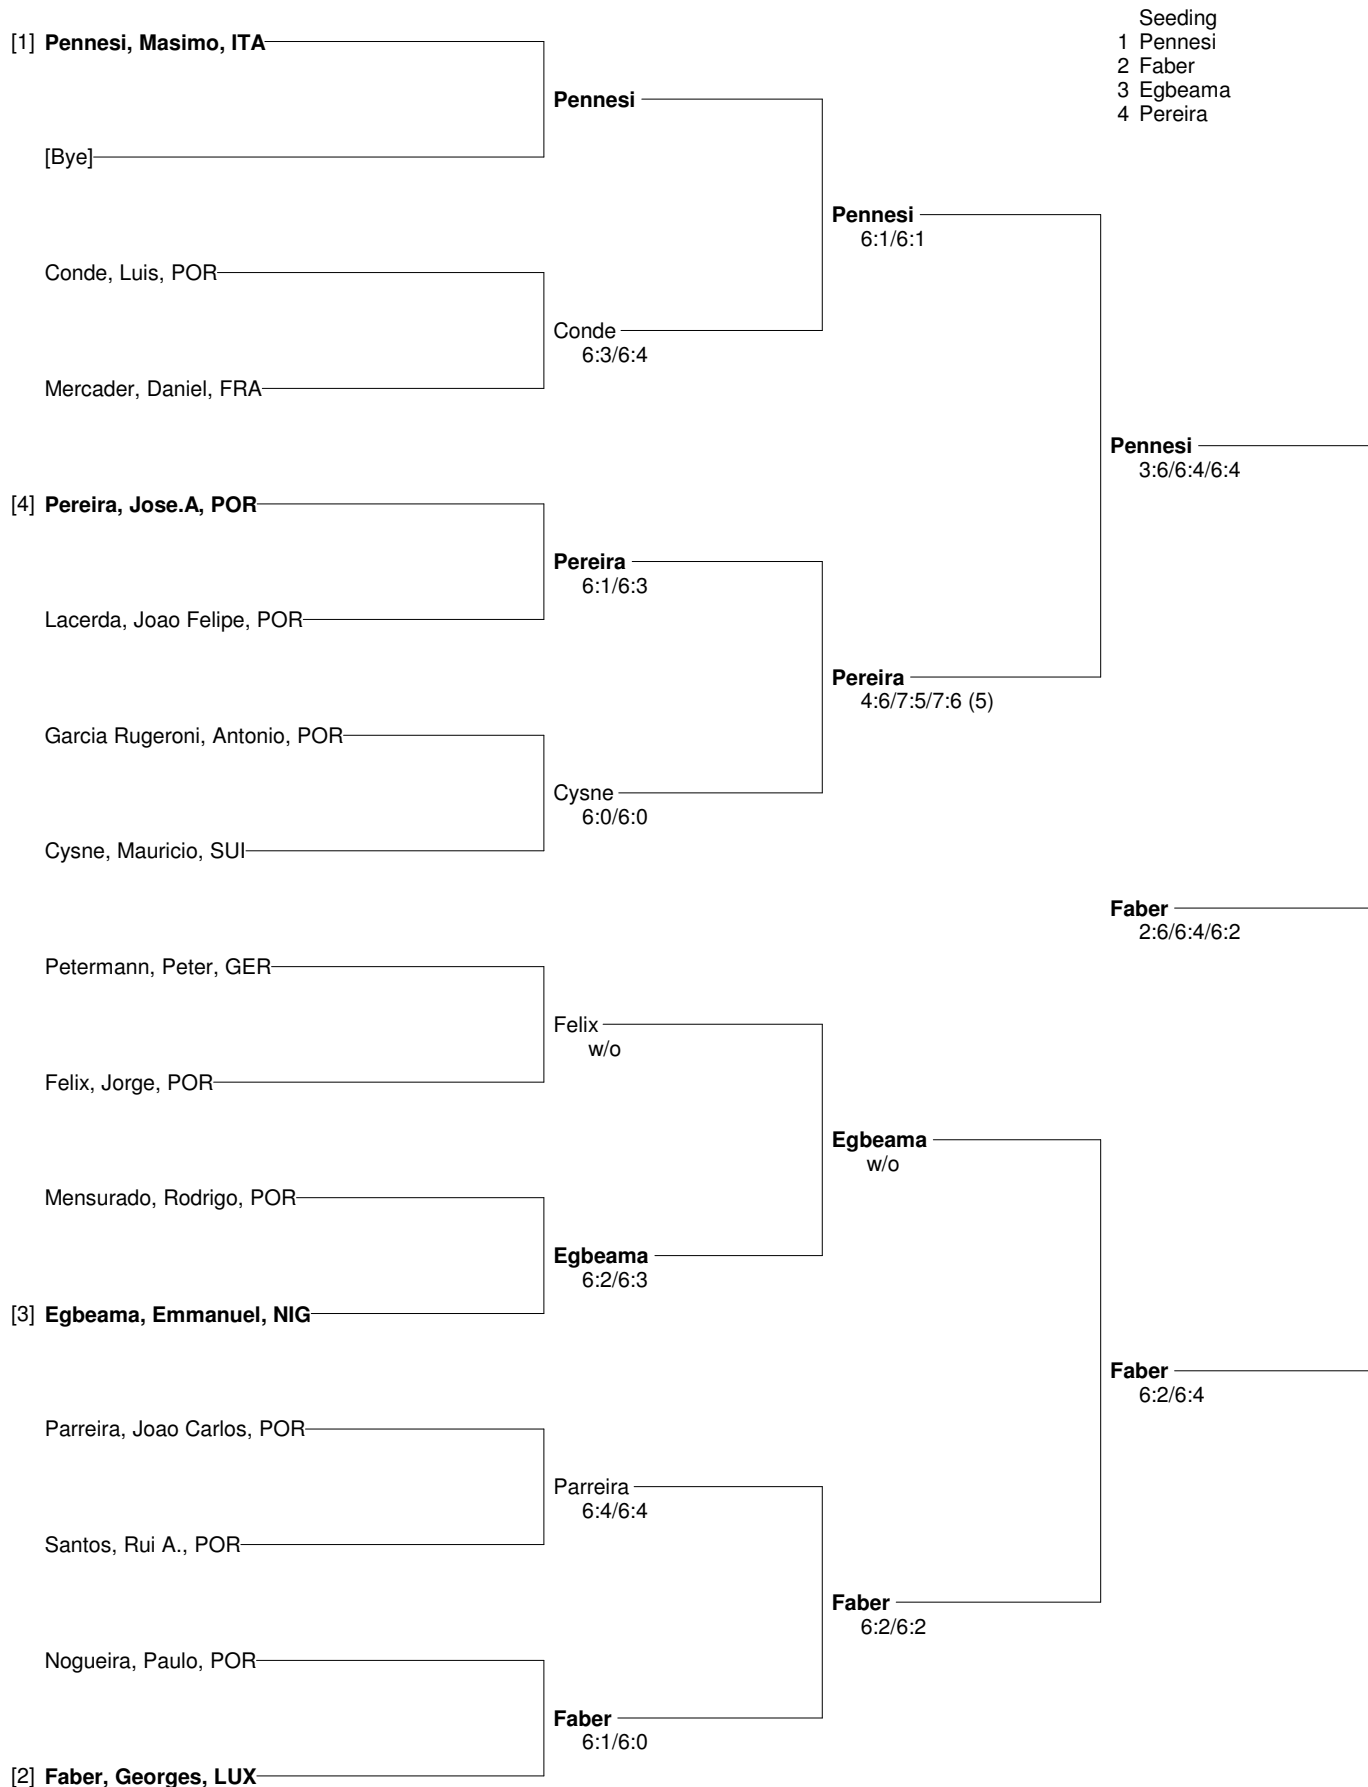 Seeding
1 Pennesi
2 Faber
3 Egbeama
4 Pereira
[1] Pennesi, Masimo, ITA
Pennesi
[Bye]
Pennesi
6:1/6:1
Conde, Luis, POR
Conde
6:3/6:4
Mercader, Daniel, FRA
Pennesi
3:6/6:4/6:4
[4] Pereira, Jose.A, POR
Pereira
6:1/6:3
Lacerda, Joao Felipe, POR
Pereira
4:6/7:5/7:6 (5)
Garcia Rugeroni, Antonio, POR
Cysne
6:0/6:0
Cysne, Mauricio, SUI
Faber
2:6/6:4/6:2
Petermann, Peter, GER
Felix
w/o
Felix, Jorge, POR
Egbeama
w/o
Mensurado, Rodrigo, POR
Egbeama
6:2/6:3
[3] Egbeama, Emmanuel, NIG
Faber
6:2/6:4
Parreira, Joao Carlos, POR
Parreira
6:4/6:4
Santos, Rui A., POR
Faber
6:2/6:2
Nogueira, Paulo, POR
Faber
6:1/6:0
[2] Faber, Georges, LUX